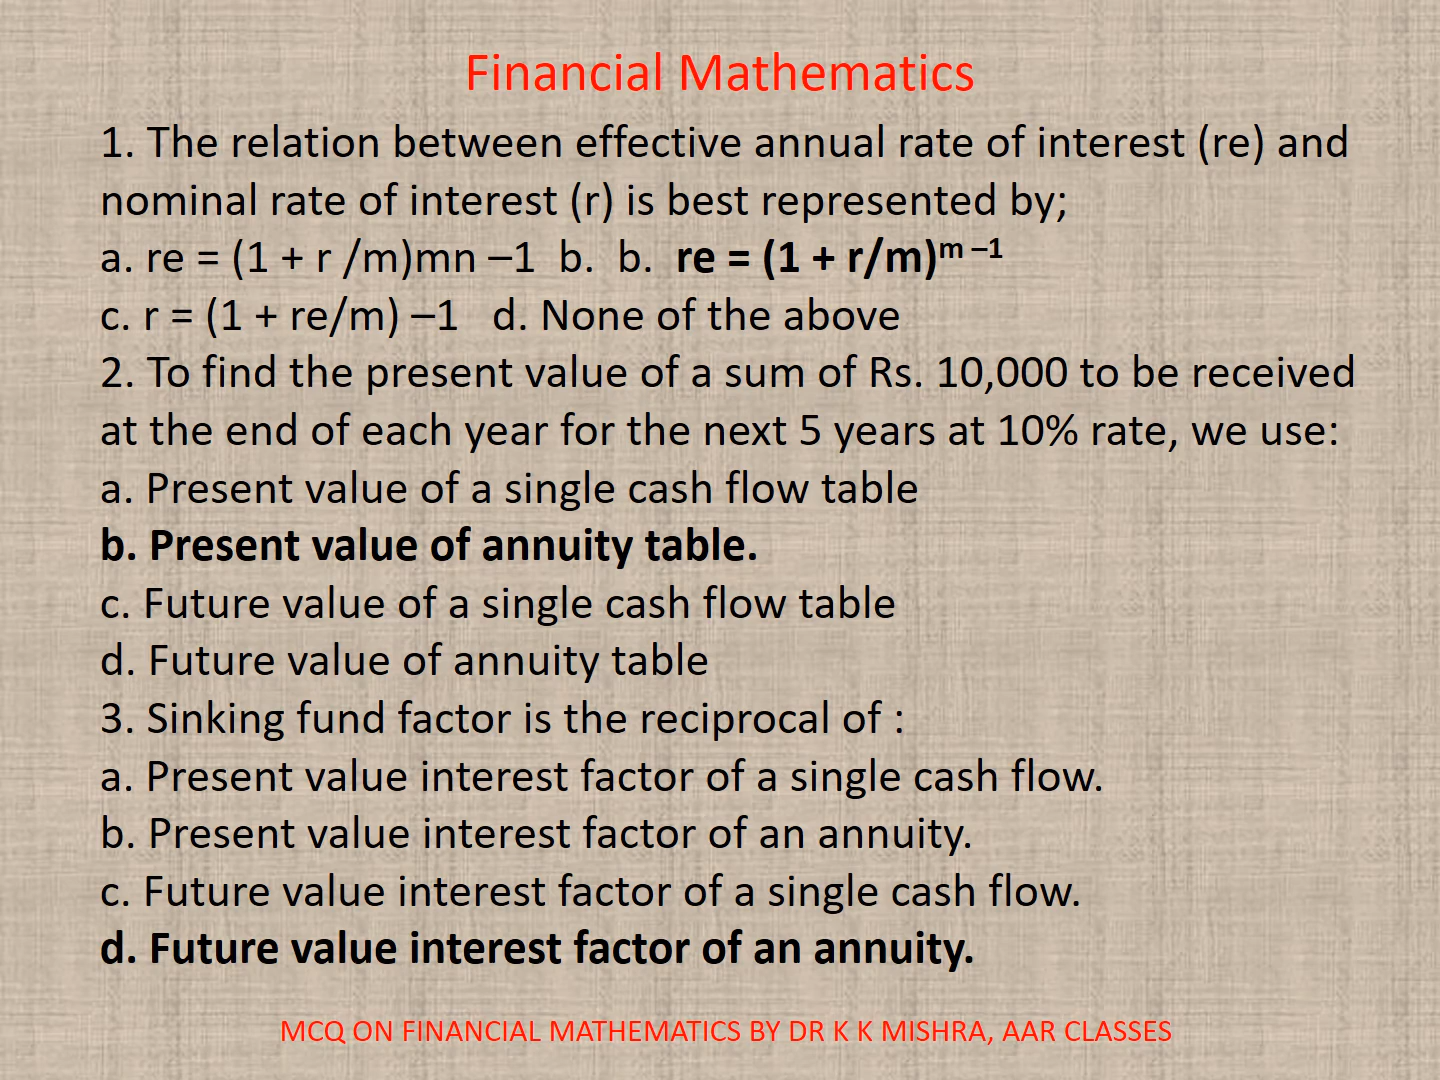 Financial Mathematics
1. The relation between effective annual rate of interest (re) and
nominal rate of interest (r) is best represented by;
a. re = (1 + r /m)mn –1  b.  b.  re = (1 + r/m)ᵐ ⁻¹
c. r = (1 + re/m) –1   d. None of the above
2. To find the present value of a sum of Rs. 10,000 to be received
at the end of each year for the next 5 years at 10% rate, we use:
a. Present value of a single cash flow table
b. Present value of annuity table.
c. Future value of a single cash flow table
d. Future value of annuity table
3. Sinking fund factor is the reciprocal of :
a. Present value interest factor of a single cash flow.
b. Present value interest factor of an annuity.
c. Future value interest factor of a single cash flow.
d. Future value interest factor of an annuity.
MCQ ON FINANCIAL MATHEMATICS BY DR K K MISHRA, AAR CLASSES